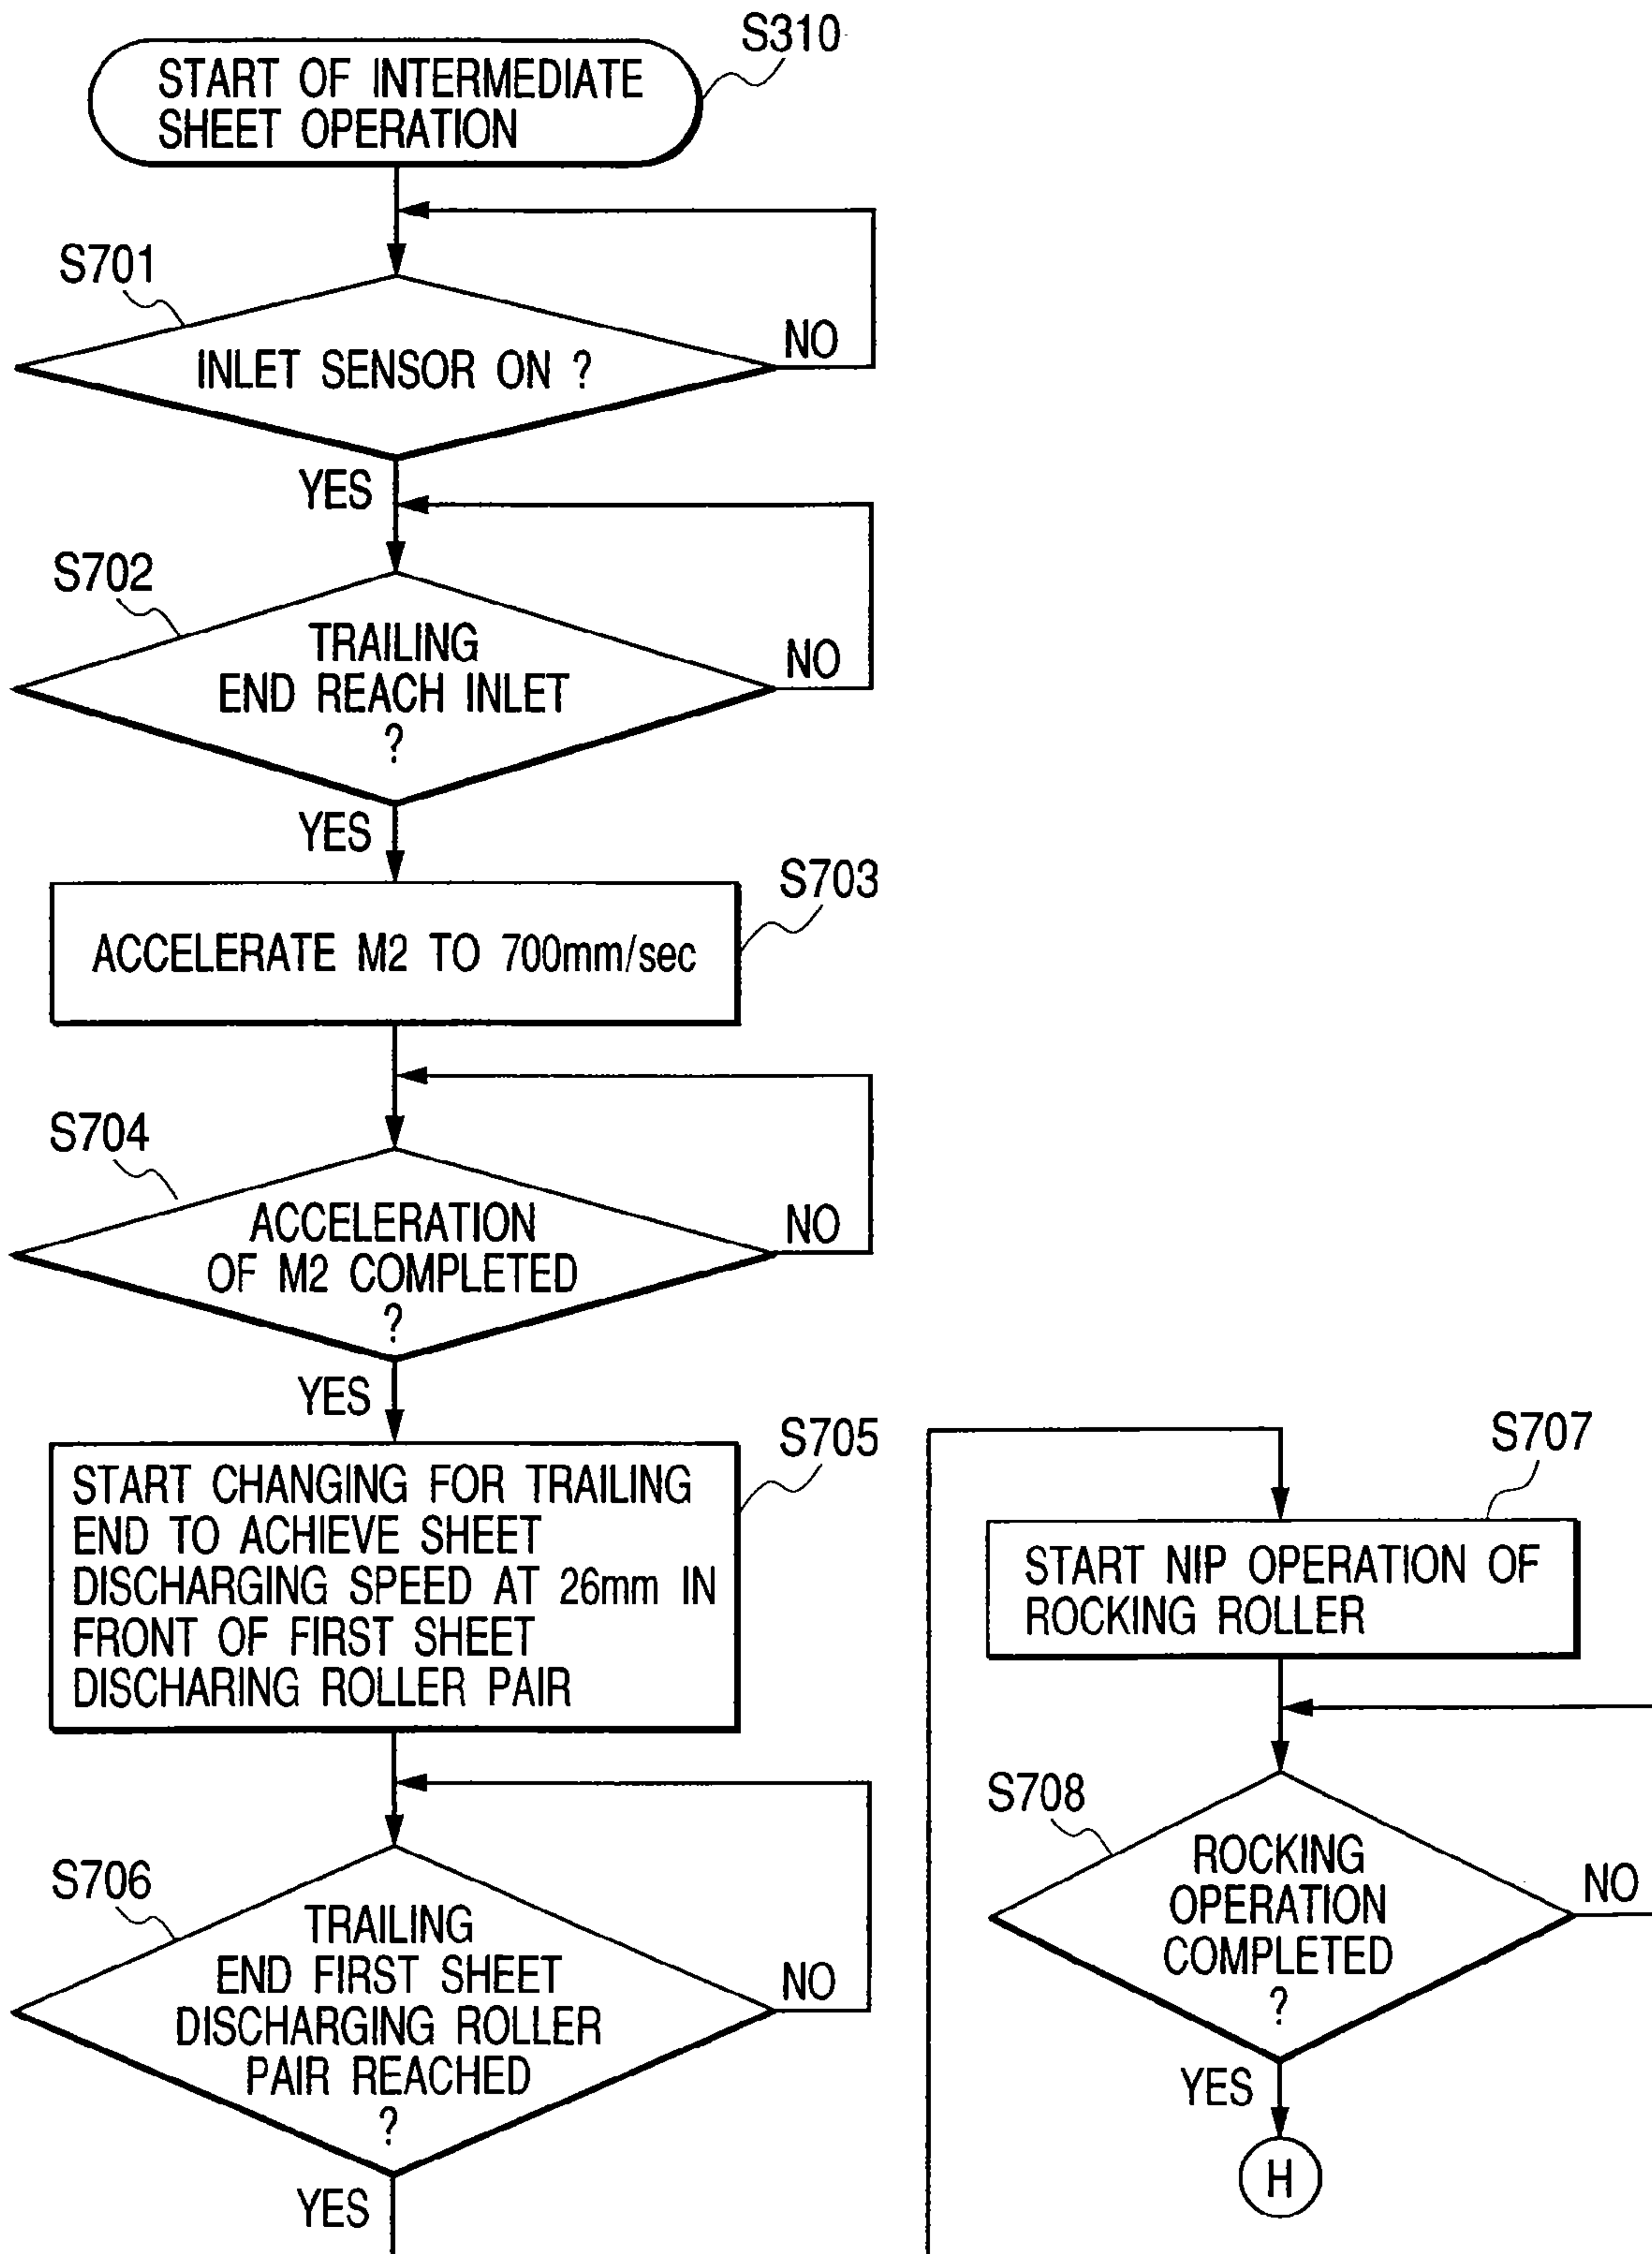 S310
START OF INTERMEDIATE
SHEET OPERATION
S701
INLET SENSOR ON ?
NO
YES
S702
TRAILING
END REACH INLET
?
NO
YES
S703
ACCELERATE M2 TO 700mm/sec
S704
ACCELERATION
OF M2 COMPLETED
?
NO
YES
S705
START CHANGING FOR TRAILING
END TO ACHIEVE SHEET
DISCHARGING SPEED AT 26mm IN
FRONT OF FIRST SHEET
DISCHARING ROLLER PAIR
S706
TRAILING
END FIRST SHEET
DISCHARGING ROLLER
PAIR REACHED
?
NO
YES
S707
START NIP OPERATION OF
ROCKING ROLLER
S708
ROCKING
OPERATION
COMPLETED
?
NO
YES
H